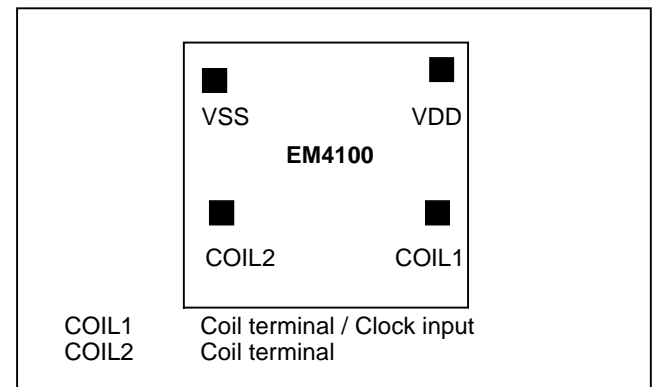 VSS VDD
EM4100
COIL2 COIL1
COIL1 Coil terminal / Clock input
COIL2 Coil terminal